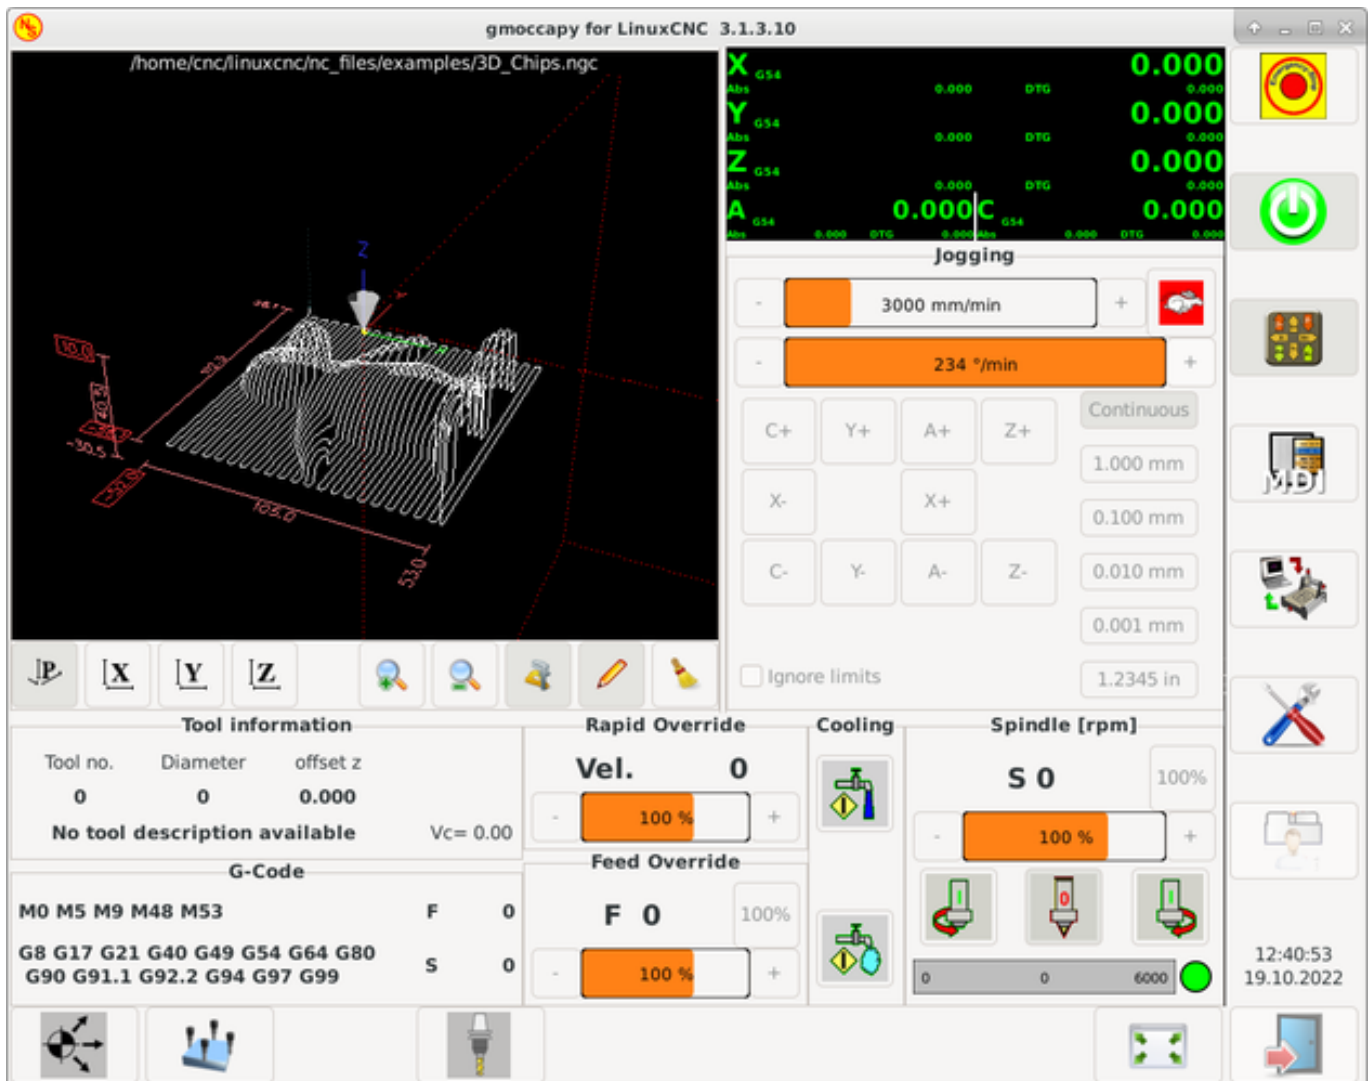 gmoccapy for LinuxCNC 3.1.3.10
/home/cnc/linuxcnc/nc_files/examples/3D_Chips.ngc
X G54 0.000
Abs 0.000 DTG 0.000
Y G54 0.000
Abs 0.000 DTG 0.000
Z G54 0.000
Abs 0.000 DTG 0.000
A G54 0.000 C G54 0.000
Abs 0.000 DTG 0.000 Abs 0.000 DTG 0.000
Z
10.0
40.5
-30.5
-52.0
105.0
53.0
Jogging
- 3000 mm/min +
- 234 °/min +
C+ Y+ A+ Z+
X- X+
C- Y- A- Z-
Continuous
1.000 mm
0.100 mm
0.010 mm
0.001 mm
Ignore limits
1.2345 in
MDI
P X Y Z
Tool information
Tool no. Diameter offset z
0 0 0.000
No tool description available Vc= 0.00
G-Code
M0 M5 M9 M48 M53 F 0
G8 G17 G21 G40 G49 G54 G64 G80
G90 G91.1 G92.2 G94 G97 G99 S 0
Rapid Override
Vel. 0
- 100 % +
Feed Override
F 0 100%
- 100 % +
Cooling
Spindle [rpm]
S 0 100%
- 100 % +
I 0 I
0 0 6000
12:40:53
19.10.2022